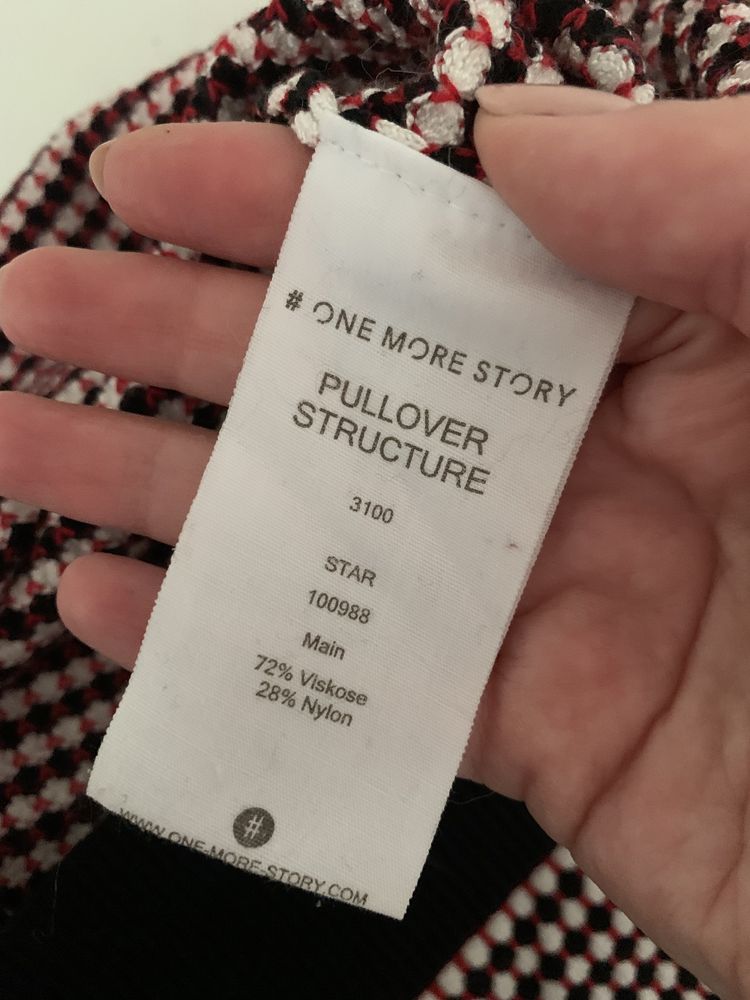 # ONE MORE STORY
PULLOVER
STRUCTURE
3100
STAR
100988
Main
72% Viskose
28% Nylon
#
WWW.ONE-MORE-STORY.COM